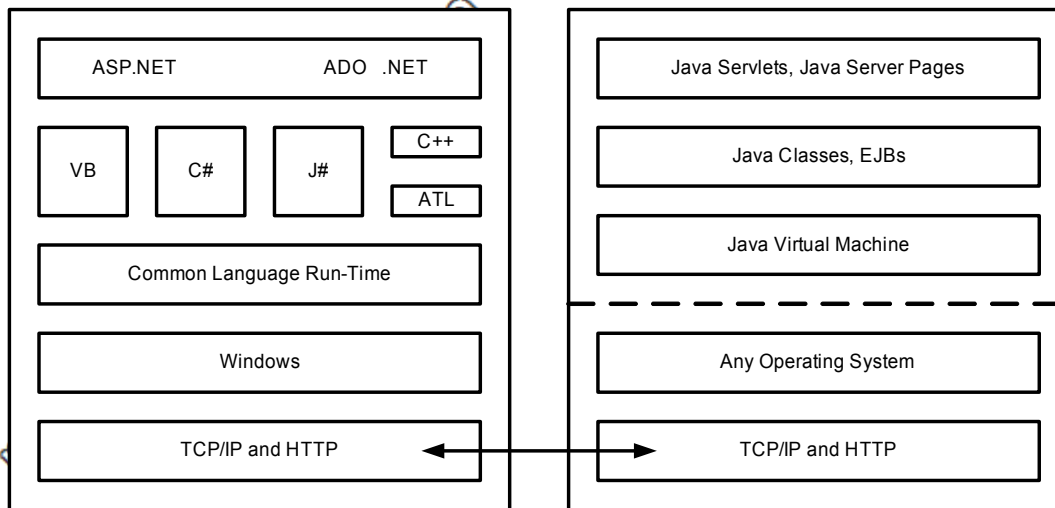 ASP.NET ADO .NET
VB
C#
J#
C++
ATL
Common Language Run-Time
Windows
TCP/IP and HTTP
Java Servlets, Java Server Pages
Java Classes, EJBs
Java Virtual Machine
Any Operating System
TCP/IP and HTTP